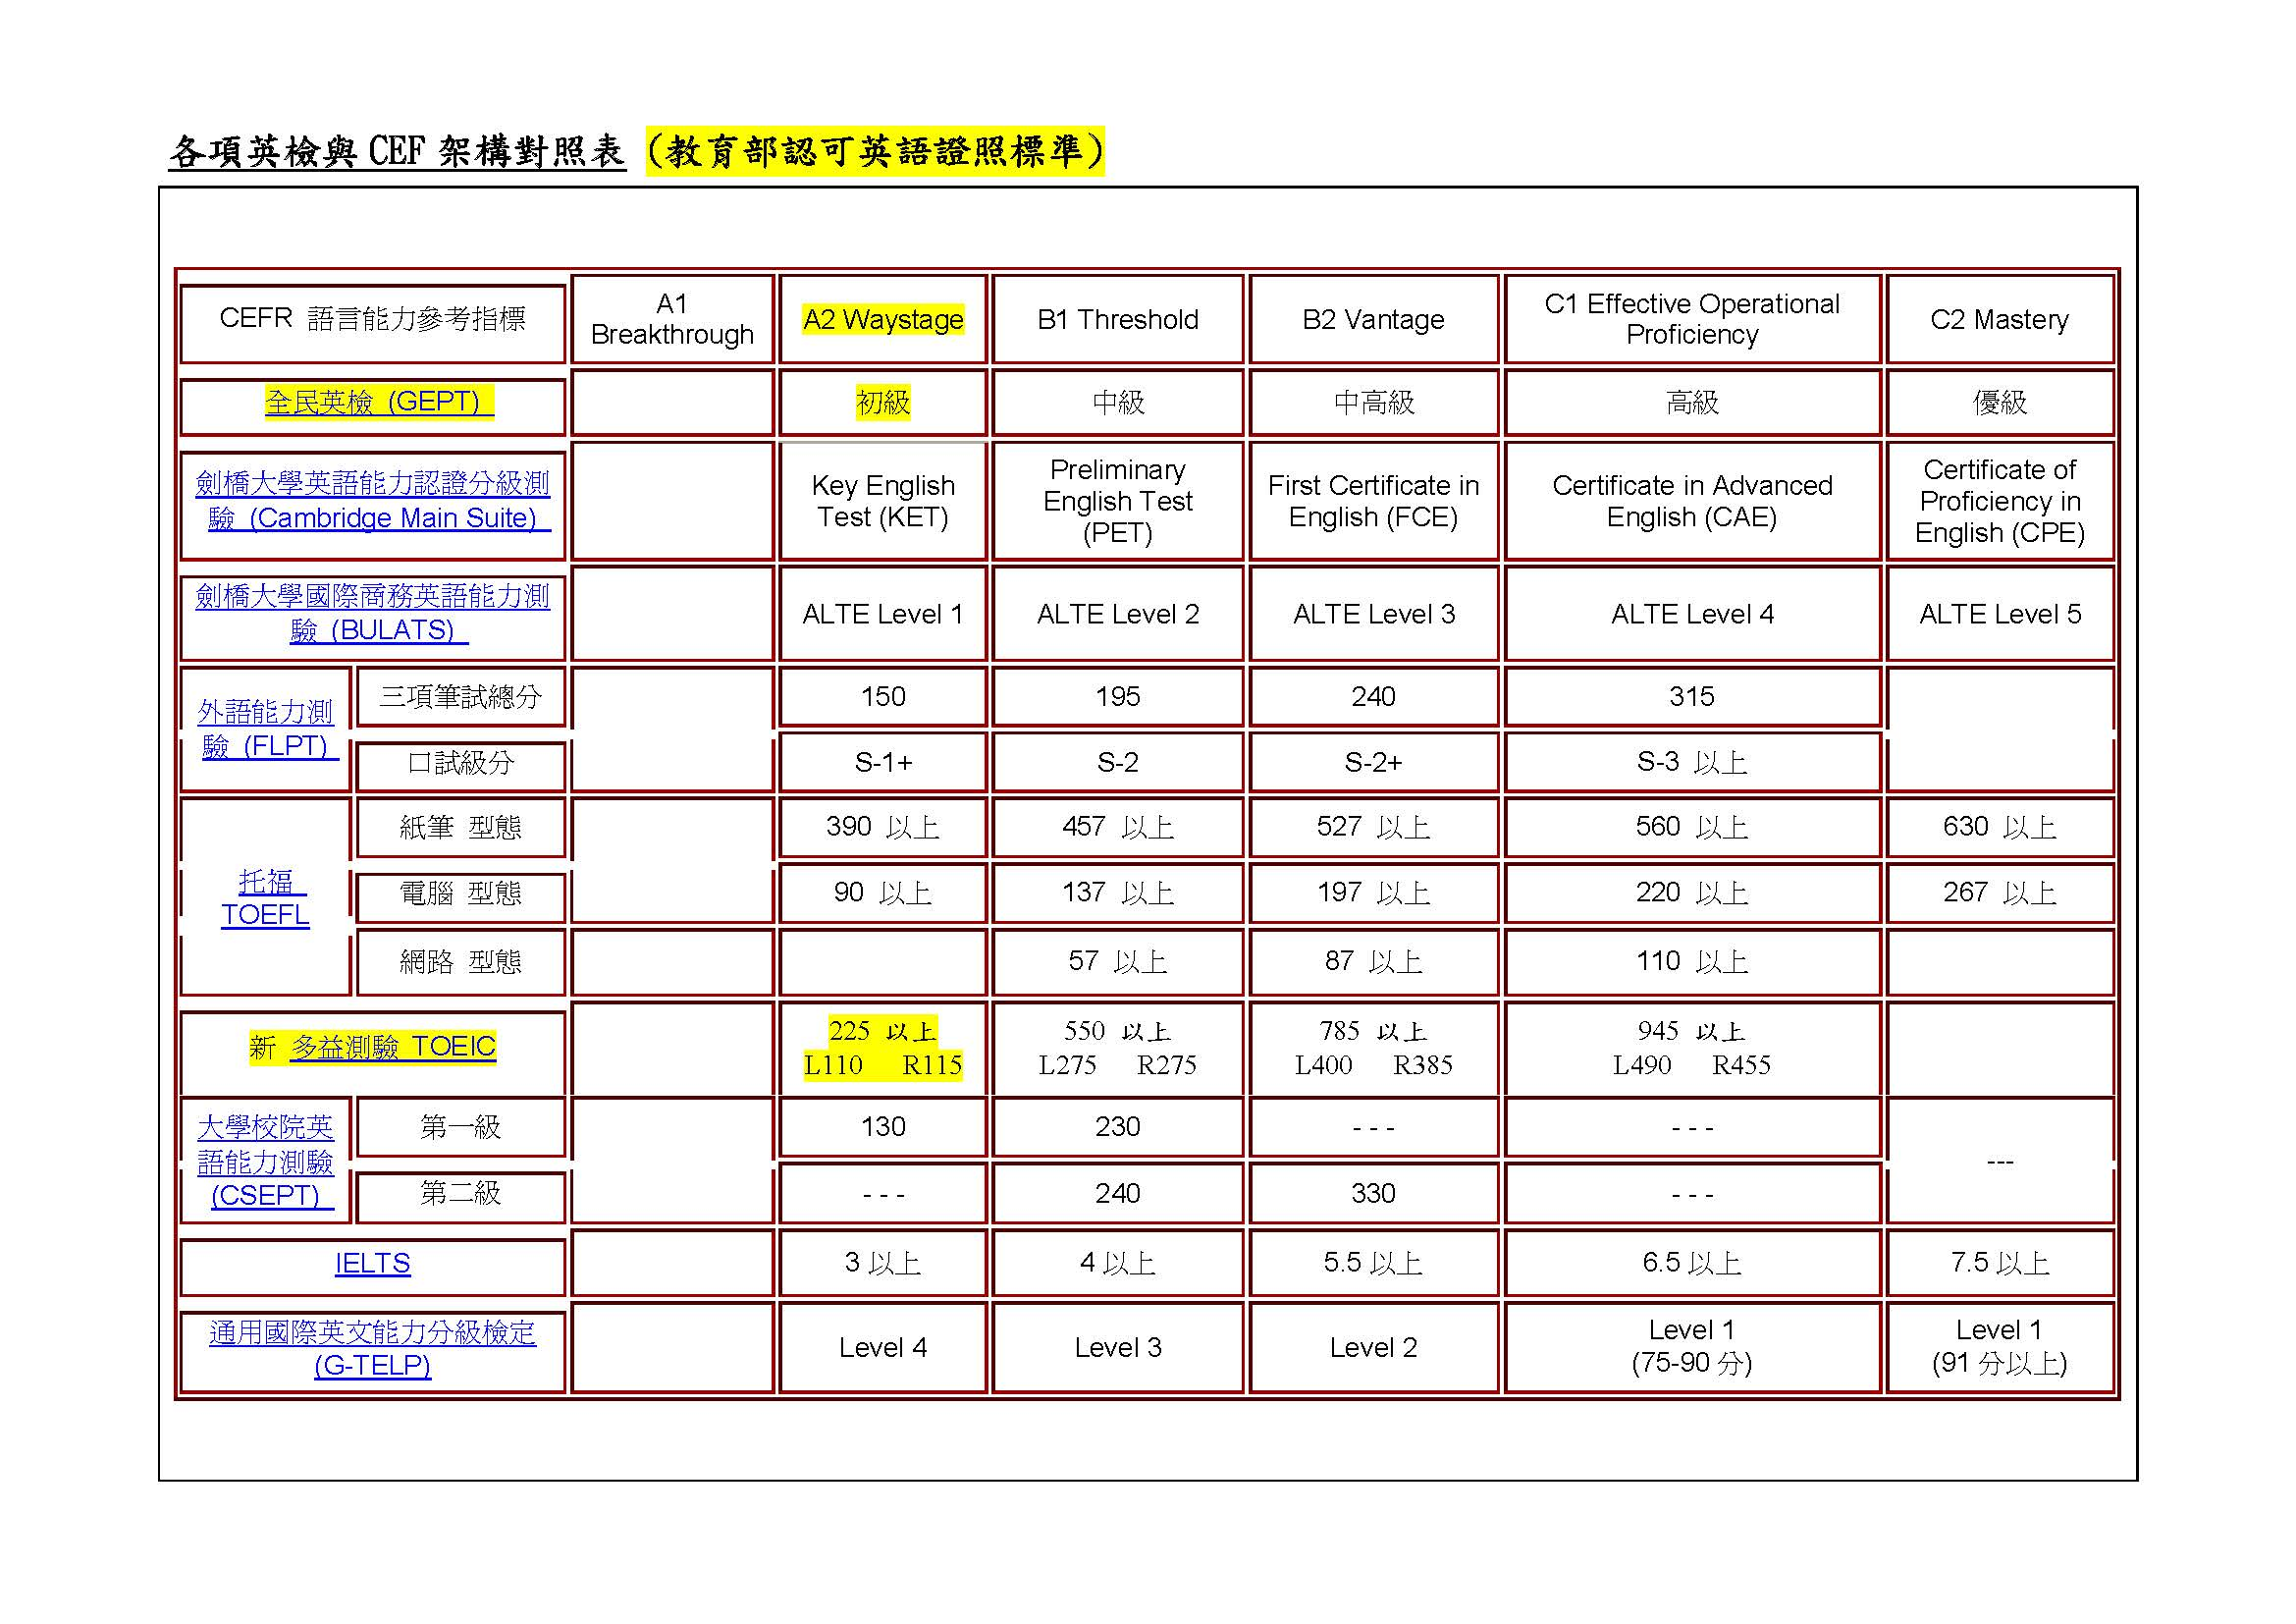 各項英檢與 CEF 架構對照表 (教育部認可英語證照標準)
CEFR 語言能力參考指標
A1
Breakthrough
A2 Waystage
B1 Threshold
B2 Vantage
C1 Effective Operational
Proficiency
C2 Mastery
全民英檢 (GEPT)
初級
中級
中高級
高級
優級
劍橋大學英語能力認證分級測
驗 (Cambridge Main Suite)
Key English
Test (KET)
Preliminary
English Test
(PET)
First Certificate in
English (FCE)
Certificate in Advanced
English (CAE)
Certificate of
Proficiency in
English (CPE)
劍橋大學國際商務英語能力測
驗 (BULATS)
ALTE Level 1
ALTE Level 2
ALTE Level 3
ALTE Level 4
ALTE Level 5
外語能力測
驗 (FLPT)
三項筆試總分
150
195
240
315
口試級分
S-1+
S-2
S-2+
S-3 以上
托福
TOEFL
紙筆 型態
390 以上
457 以上
527 以上
560 以上
630 以上
電腦 型態
90 以上
137 以上
197 以上
220 以上
267 以上
網路 型態
57 以上
87 以上
110 以上
新 多益測驗 TOEIC
225 以上
L110 R115
550 以上
L275 R275
785 以上
L400 R385
945 以上
L490 R455
大學校院英
語能力測驗
(CSEPT)
第一級
130
230
- - -
- - -
---
第二級
- - -
240
330
- - -
IELTS
3 以上
4 以上
5.5 以上
6.5 以上
7.5 以上
通用國際英文能力分級檢定
(G-TELP)
Level 4
Level 3
Level 2
Level 1
(75-90 分)
Level 1
(91 分以上)